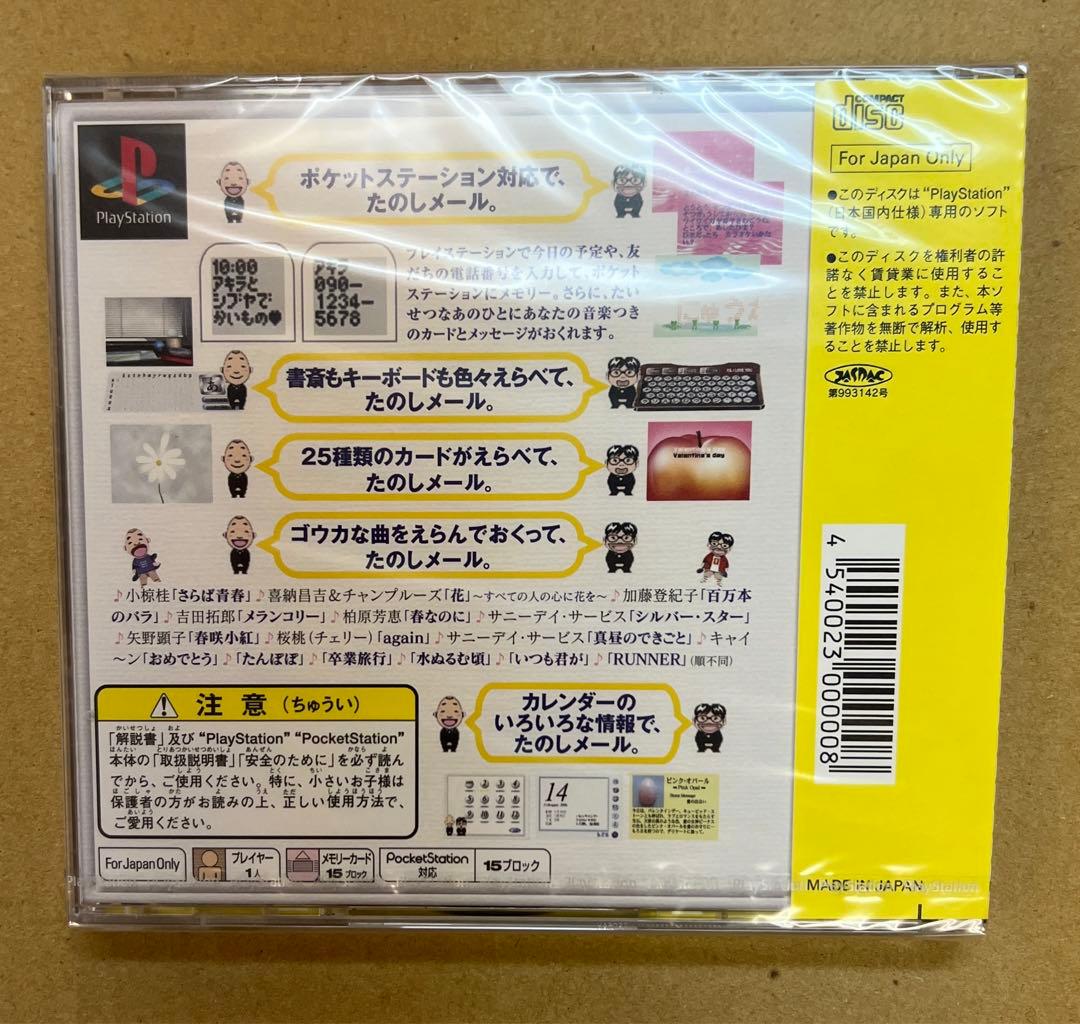 PlayStation
ポケットステーション対応で、
たのしメール。
10:00
アキラと
シブヤで
かいもの♥
アキラ
090-
1234-
5678
プレイステーションで今日の予定や、友
だちの電話番号を入力して、ポケット
ステーションにメモリー。さらに、たい
せつなあのひとにあなたの音楽つき
のカードとメッセージがおくれます。
書斎もキーボードも色々えらべて、
たのしメール。
あ
25種類のカードがえらべて、
たのしメール。
Valentine's day
ゴウカな曲をえらんでおくって、
たのしメール。
♪小椋桂「さらば青春」♪喜納昌吉&チャンプルーズ「花」〜すべての人の心に花を〜♪加藤登紀子「百万本
のバラ」♪吉田拓郎「メランコリー」♪柏原芳恵「春なのに」♪サニーデイ・サービス「シルバー・スター」
♪矢野顕子「春咲小紅」♪桜桃(チェリー)「again」♪サニーデイ・サービス「真昼のできごと」♪キャイ
〜ン「おめでとう」♪「たんぽぽ」♪「卒業旅行」♪「水ぬるむ頃」♪「いつも君が」♪「RUNNER」(順不同)
注意(ちゅうい)
「解説書」及び“PlayStation”“PocketStation”
本体の「取扱説明書」「安全のために」を必ず読ん
でから、ご使用ください。特に、小さいお子様は
保護者の方がお読みの上、正しい使用方法で、
ご愛用ください。
カレンダーの
いろいろな情報で、
たのしメール。
14
ピンク・オパール
Pink Opal
For Japan Only
プレイヤー
1人
メモリーカード
15ブロック
PocketStation
対応
15ブロック
COMPACT
disc
For Japan Only
●このディスクは“PlayStation”
(日本国内仕様)専用のソフト
です。
●このディスクを権利者の許
諾なく賃貸業に使用するこ
とを禁止します。また、本ソ
フトに含まれるプログラム等
著作物を無断で解析、使用す
ることを禁止します。
JASRAC
第993142号
4 540023 000008
MADE IN JAPAN